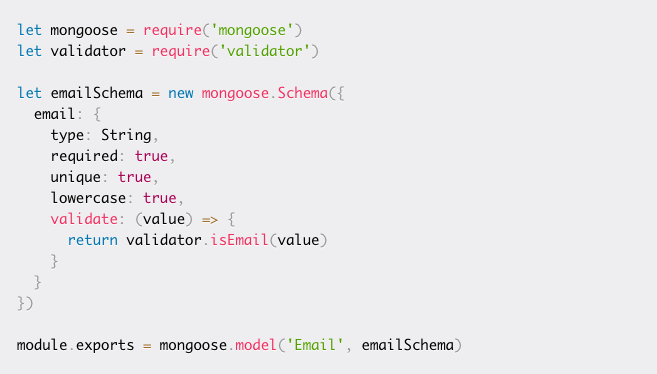 let mongoose = require('mongoose')
let validator = require('validator')

let emailSchema = new mongoose.Schema({
  email: {
    type: String,
    required: true,
    unique: true,
    lowercase: true,
    validate: (value) => {
      return validator.isEmail(value)
    }
  }
})

module.exports = mongoose.model('Email', emailSchema)